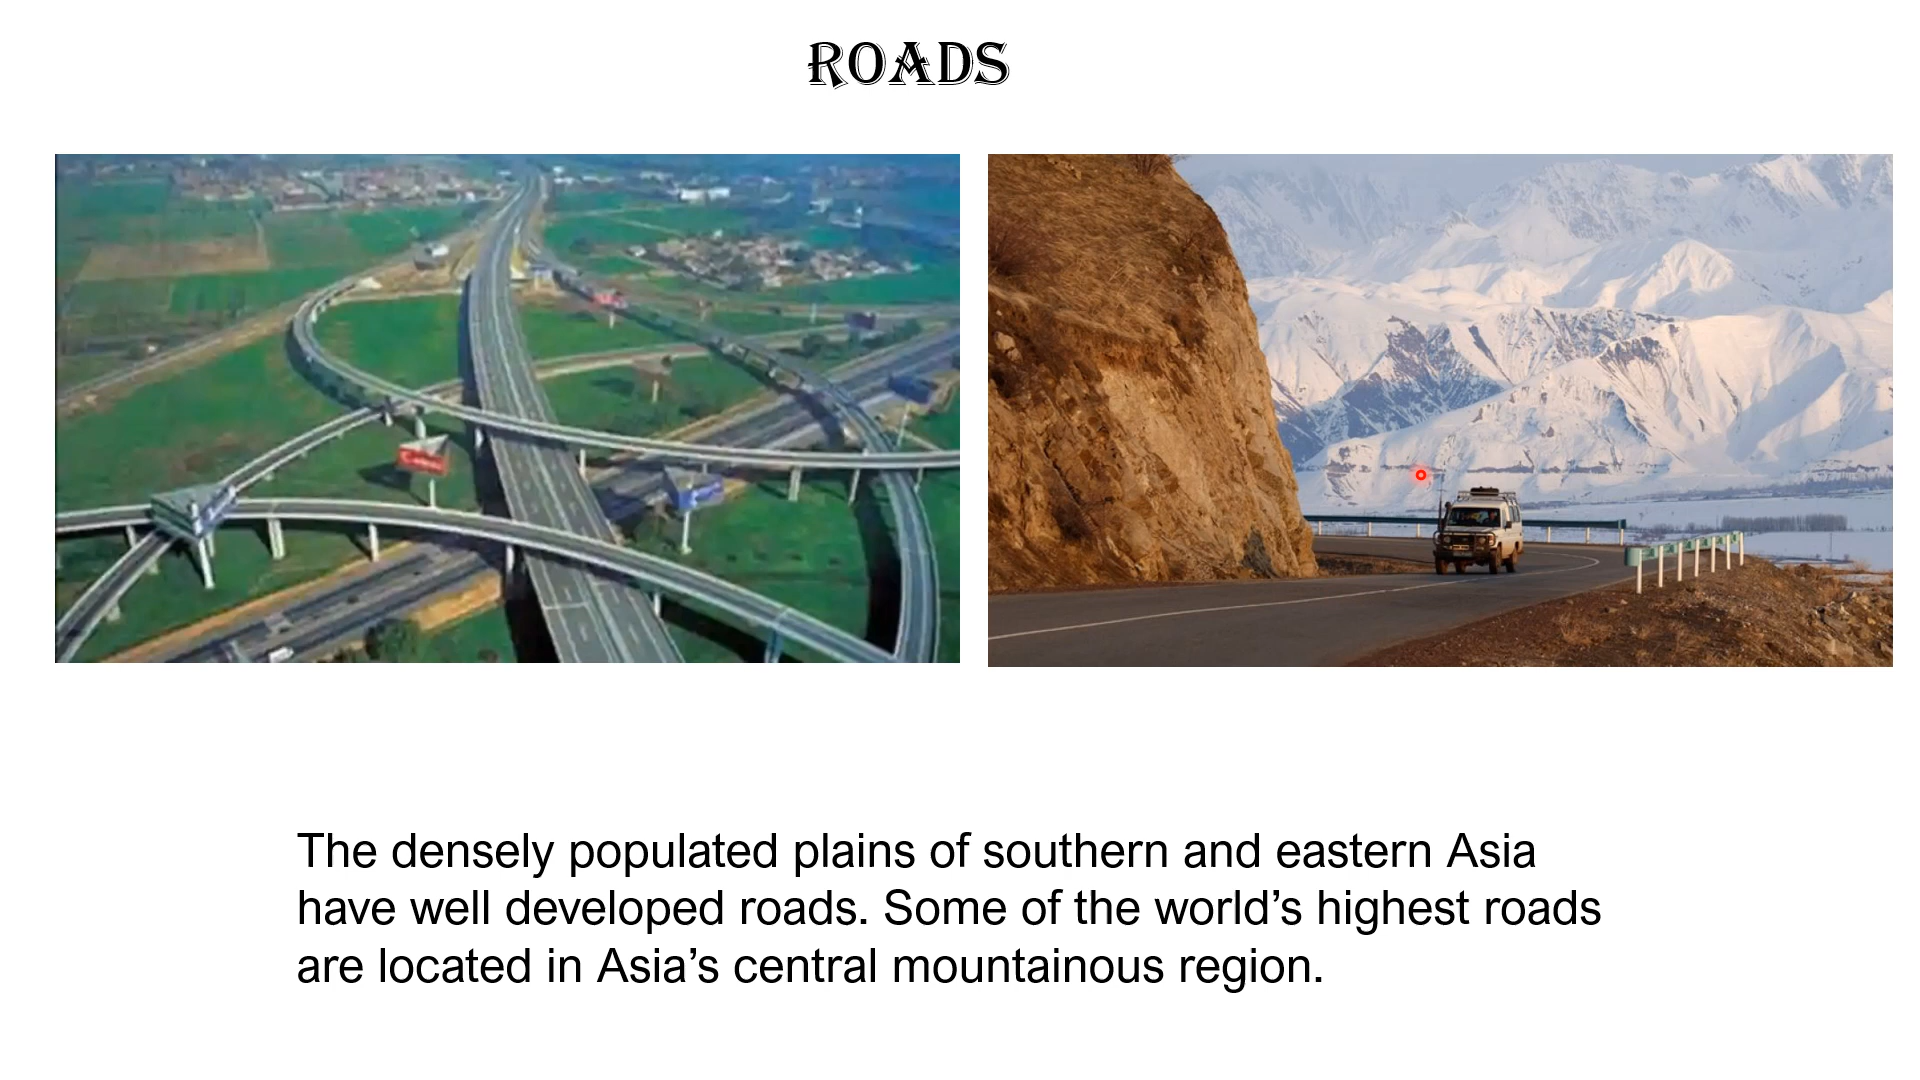 ROADS
The densely populated plains of southern and eastern Asia
have well developed roads. Some of the world’s highest roads
are located in Asia’s central mountainous region.